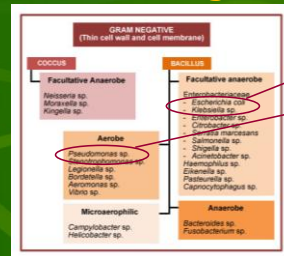 GRAM NEGATIVE
(Thin cell wall and cell membrane)
COCCUS
Facultative Anaerobe
Neisseria sp.
Moraxella sp.
Kingella sp.
Aerobe
Pseudomonas sp.
Stenotrophomonas sp.
Legionella sp.
Bordetella sp.
Aeromonas sp.
Vibrio sp.
Microaerophilic
Campylobacter sp.
Helicobacter sp.
BACILLUS
Facultative anaerobe
Enterobacteriaceae
- Escherichia coli
- Klebsiella sp.
- Enterobacter sp.
- Citrobacter sp.
- Serratia marcesans
- Salmonella sp.
- Shigella sp.
- Acinetobacter sp.
Haemophilus sp.
Eikenella sp.
Pasteurella sp.
Capnocytophagus sp.
Anaerobe
Bacteroides sp.
Fusobacterium sp.